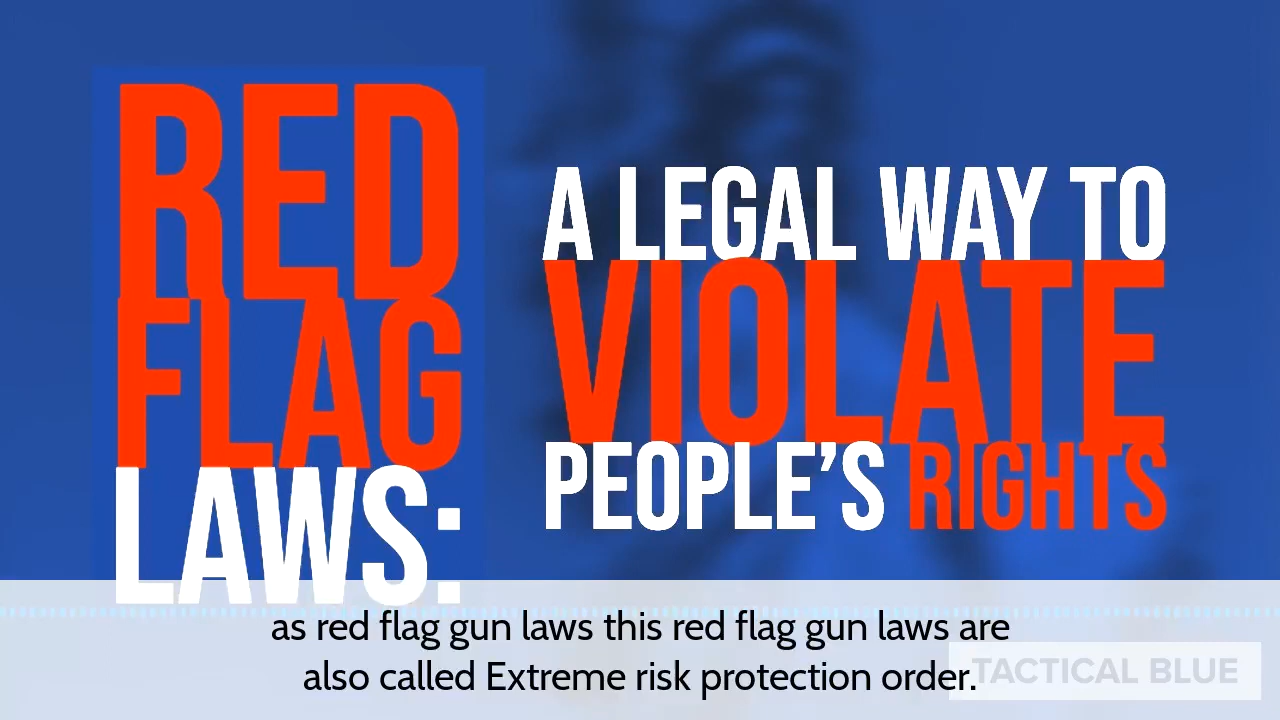 RED
FLAG
LAWS:
A LEGAL WAY TO
VIOLATE
PEOPLE'S RIGHTS
as red flag gun laws this red flag gun laws are
also called Extreme risk protection order.
TACTICAL BLUE